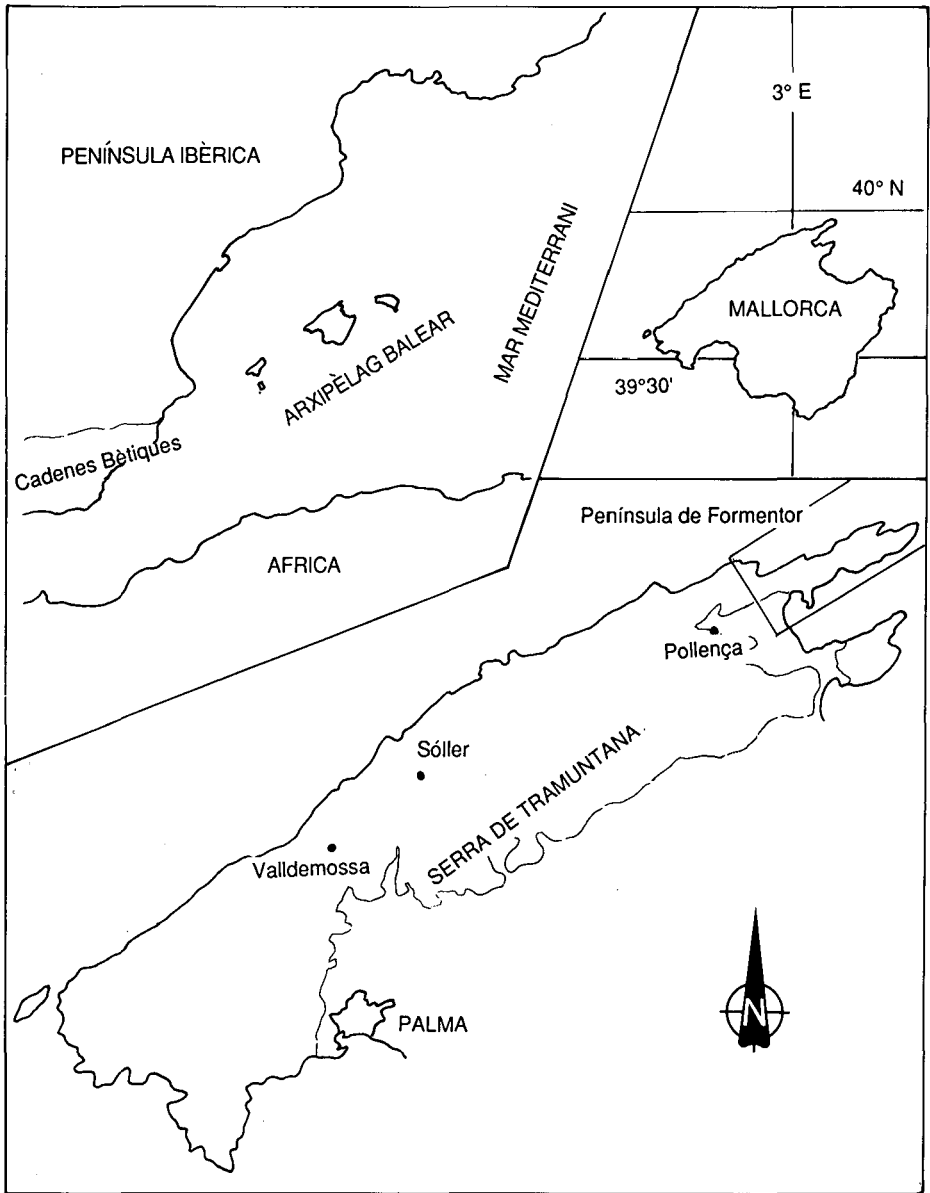 PENÍNSULA IBÈRICA
ARXIPÈLAG BALEAR
MAR MEDITERRANI
Cadenes Bètiques
AFRICA
3° E
40° N
MALLORCA
39°30'
Península de Formentor
Pollença
Sóller
SERRA DE TRAMUNTANA
Valldemossa
PALMA
N